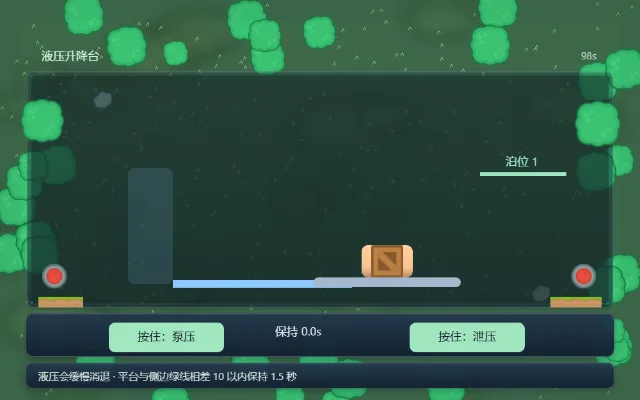 液压升降台
98s
泊位 1
按住：泵压
保持 0.0s
按住：泄压
液压会缓慢消退 · 平台与侧边绿线相差 10 以内保持 1.5 秒